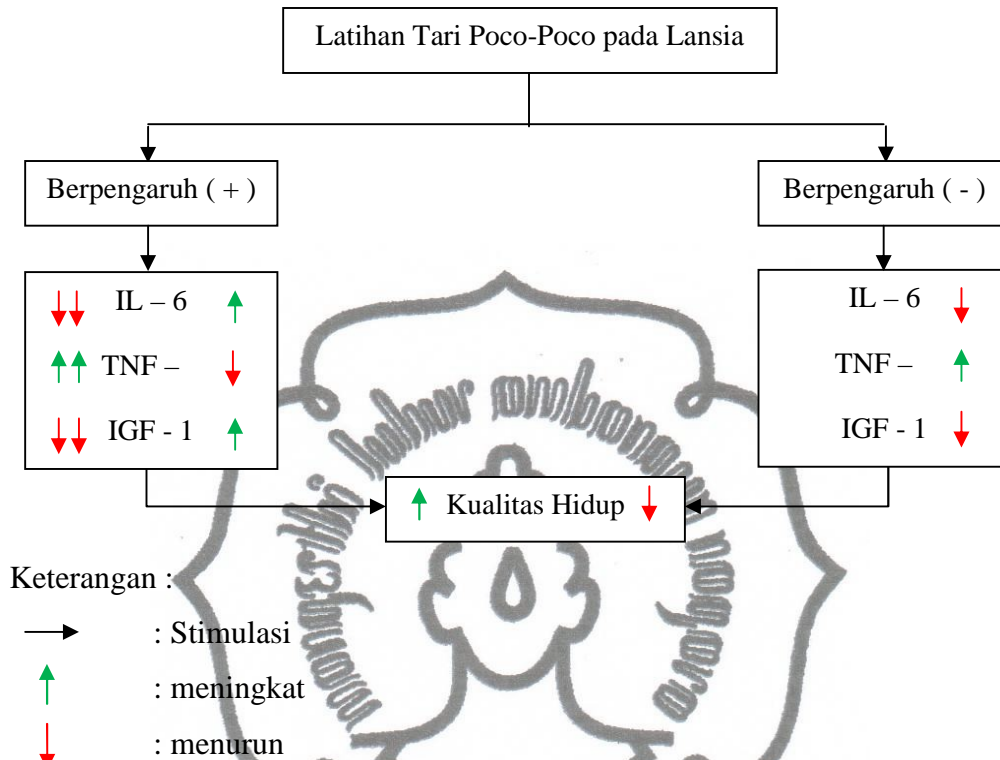 Latihan Tari Poco-Poco pada Lansia
Berpengaruh ( + )
Berpengaruh ( - )
IL – 6
TNF –
IGF - 1
IL – 6
TNF –
IGF - 1
Kualitas Hidup
Keterangan :
: Stimulasi
: meningkat
: menurun